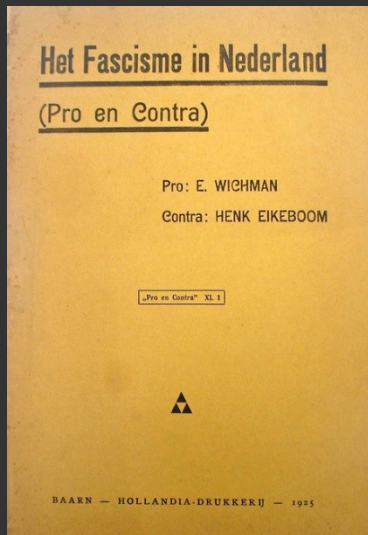 Het Fascisme in Nederland
(Pro en Contra)
Pro: E. WICHMAN
Contra: HENK EIKEBOOM
„Pro en Contra” XI. 1
BAARN — HOLLANDIA-DRUKKERIJ — 1925